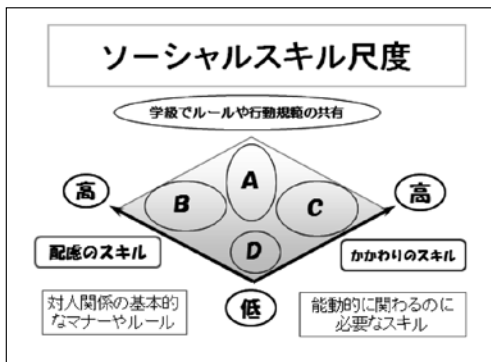 ソーシャルスキル尺度
学級でルールや行動規範の共有
高
高
A
B
C
D
配慮のスキル
かかわりのスキル
低
対人関係の基本的
なマナーやルール
能動的に関わるのに
必要なスキル